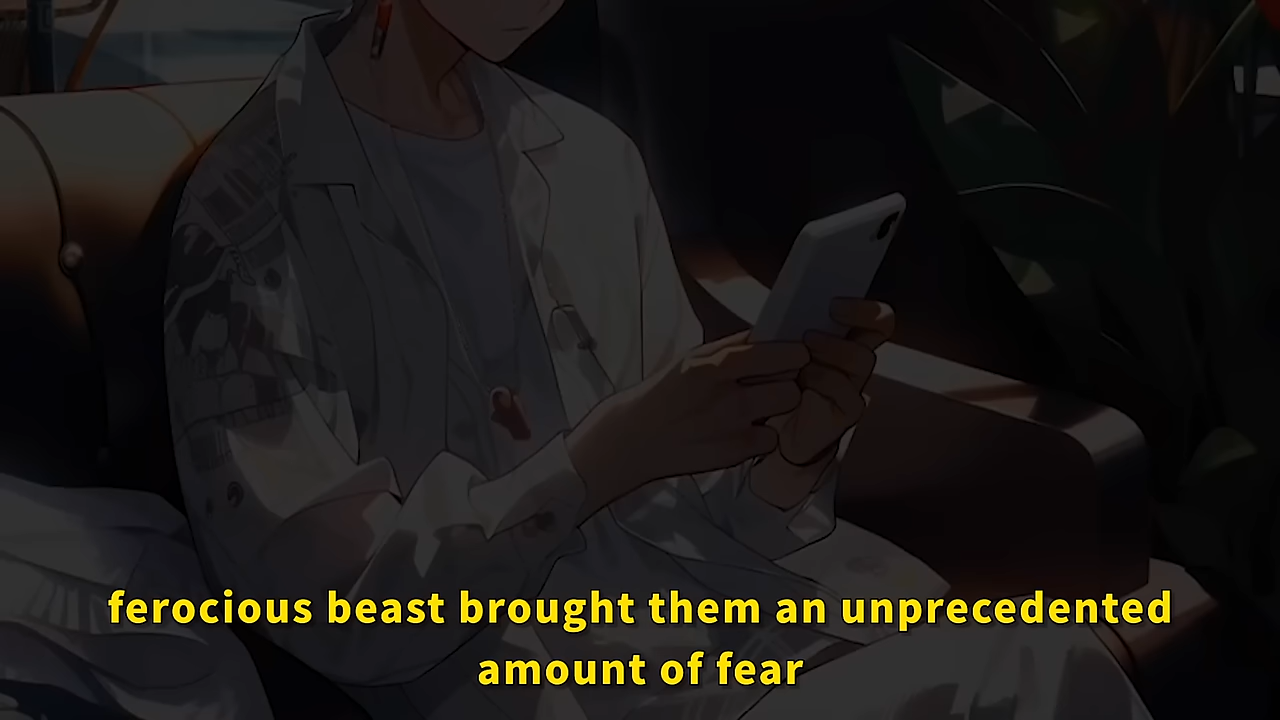 ferocious beast brought them an unprecedented
amount of fear